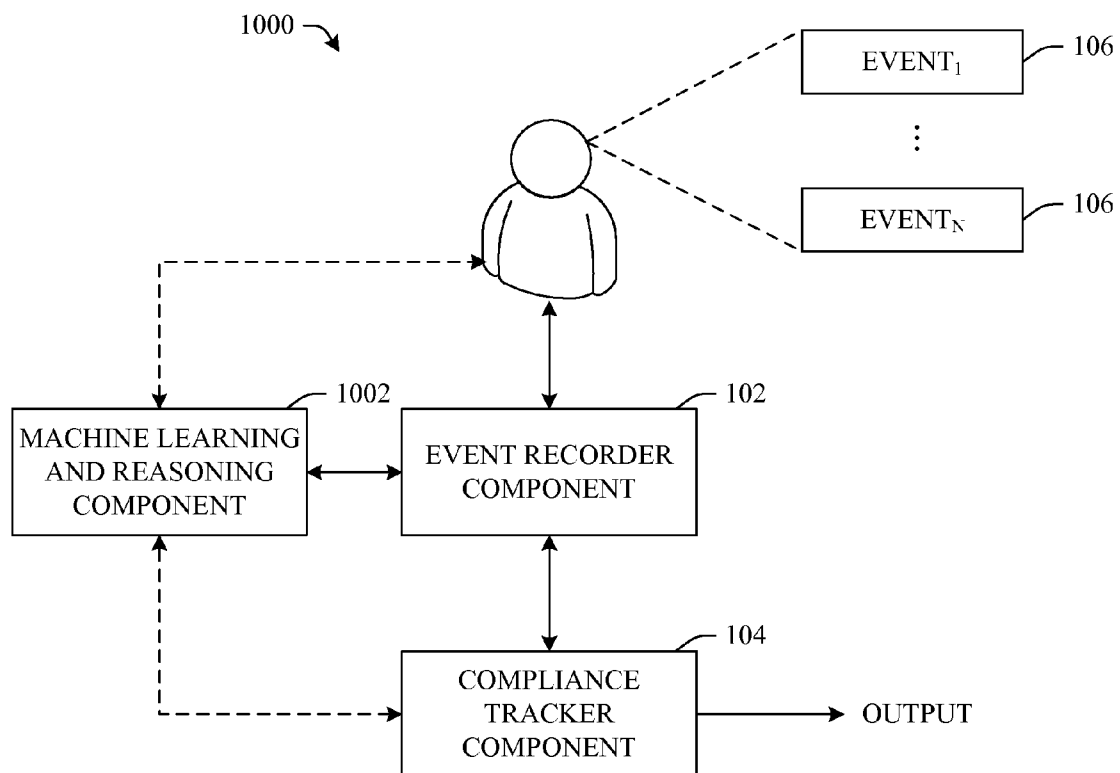 1000
EVENT1
106
⋮
EVENTN
106
1002
102
MACHINE LEARNING
AND REASONING
COMPONENT
EVENT RECORDER
COMPONENT
104
COMPLIANCE
TRACKER
COMPONENT
OUTPUT